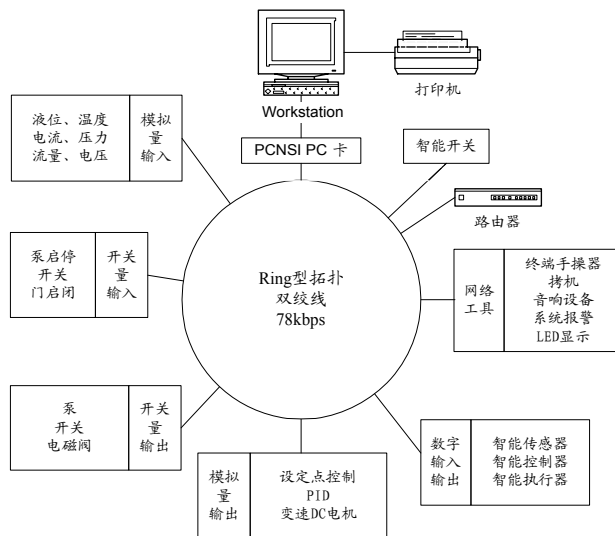 打印机
Workstation
PCNSI PC 卡
液位、温度
电流、压力
流量、电压
模拟
量
输入
智能开关
路由器
泵启停
开关
门启闭
开关
量
输入
Ring型拓扑
双绞线
78kbps
网络
工具
终端手操器
拷机
音响设备
系统报警
LED显示
泵
开关
电磁阀
开关
量
输出
模拟
量
输出
设定点控制
PID
变速DC电机
数字
输入
输出
智能传感器
智能控制器
智能执行器